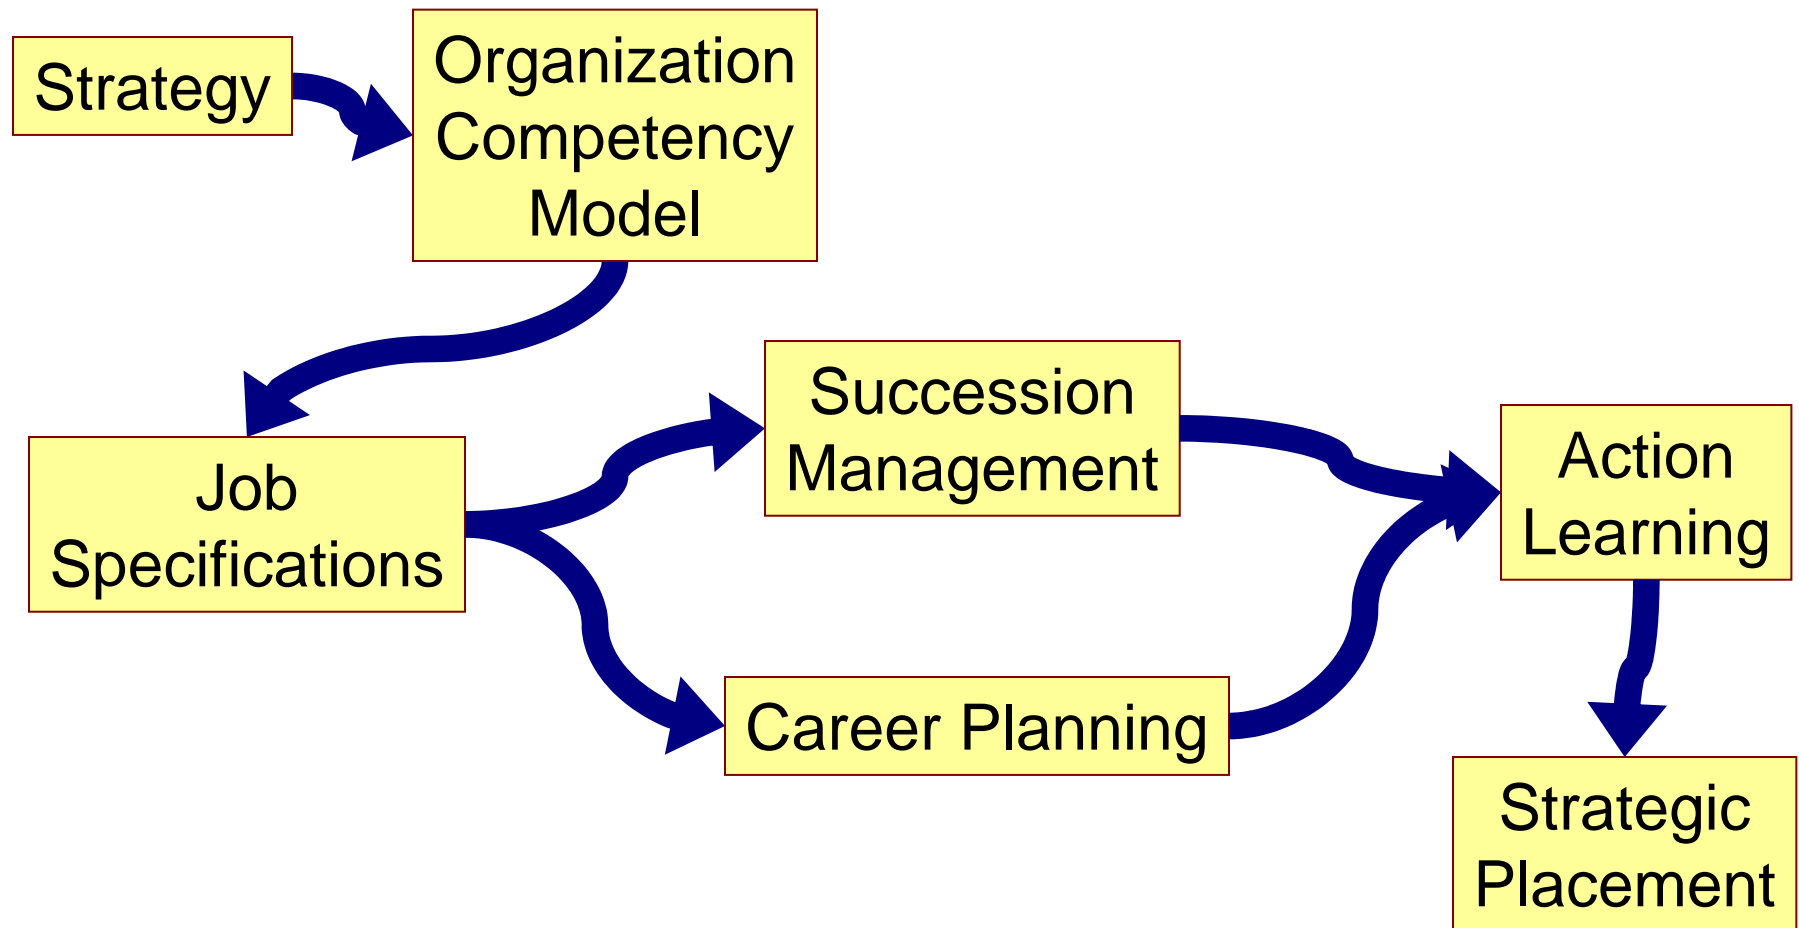 Strategy
Organization
Competency
Model
Job
Specifications
Succession
Management
Career Planning
Action
Learning
Strategic
Placement